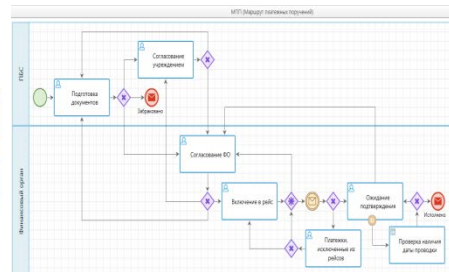 МПП (Маршрут платежных поручений)
ПБС
Согласование
учреждением
Подготовка
документов
Забраковано
Финансовый орган
Согласование ФО
Включение в рейс
Ожидание
подтверждения
Исполнено
Платежки,
исключенные из
рейсов
Проверка наличия
даты проводки